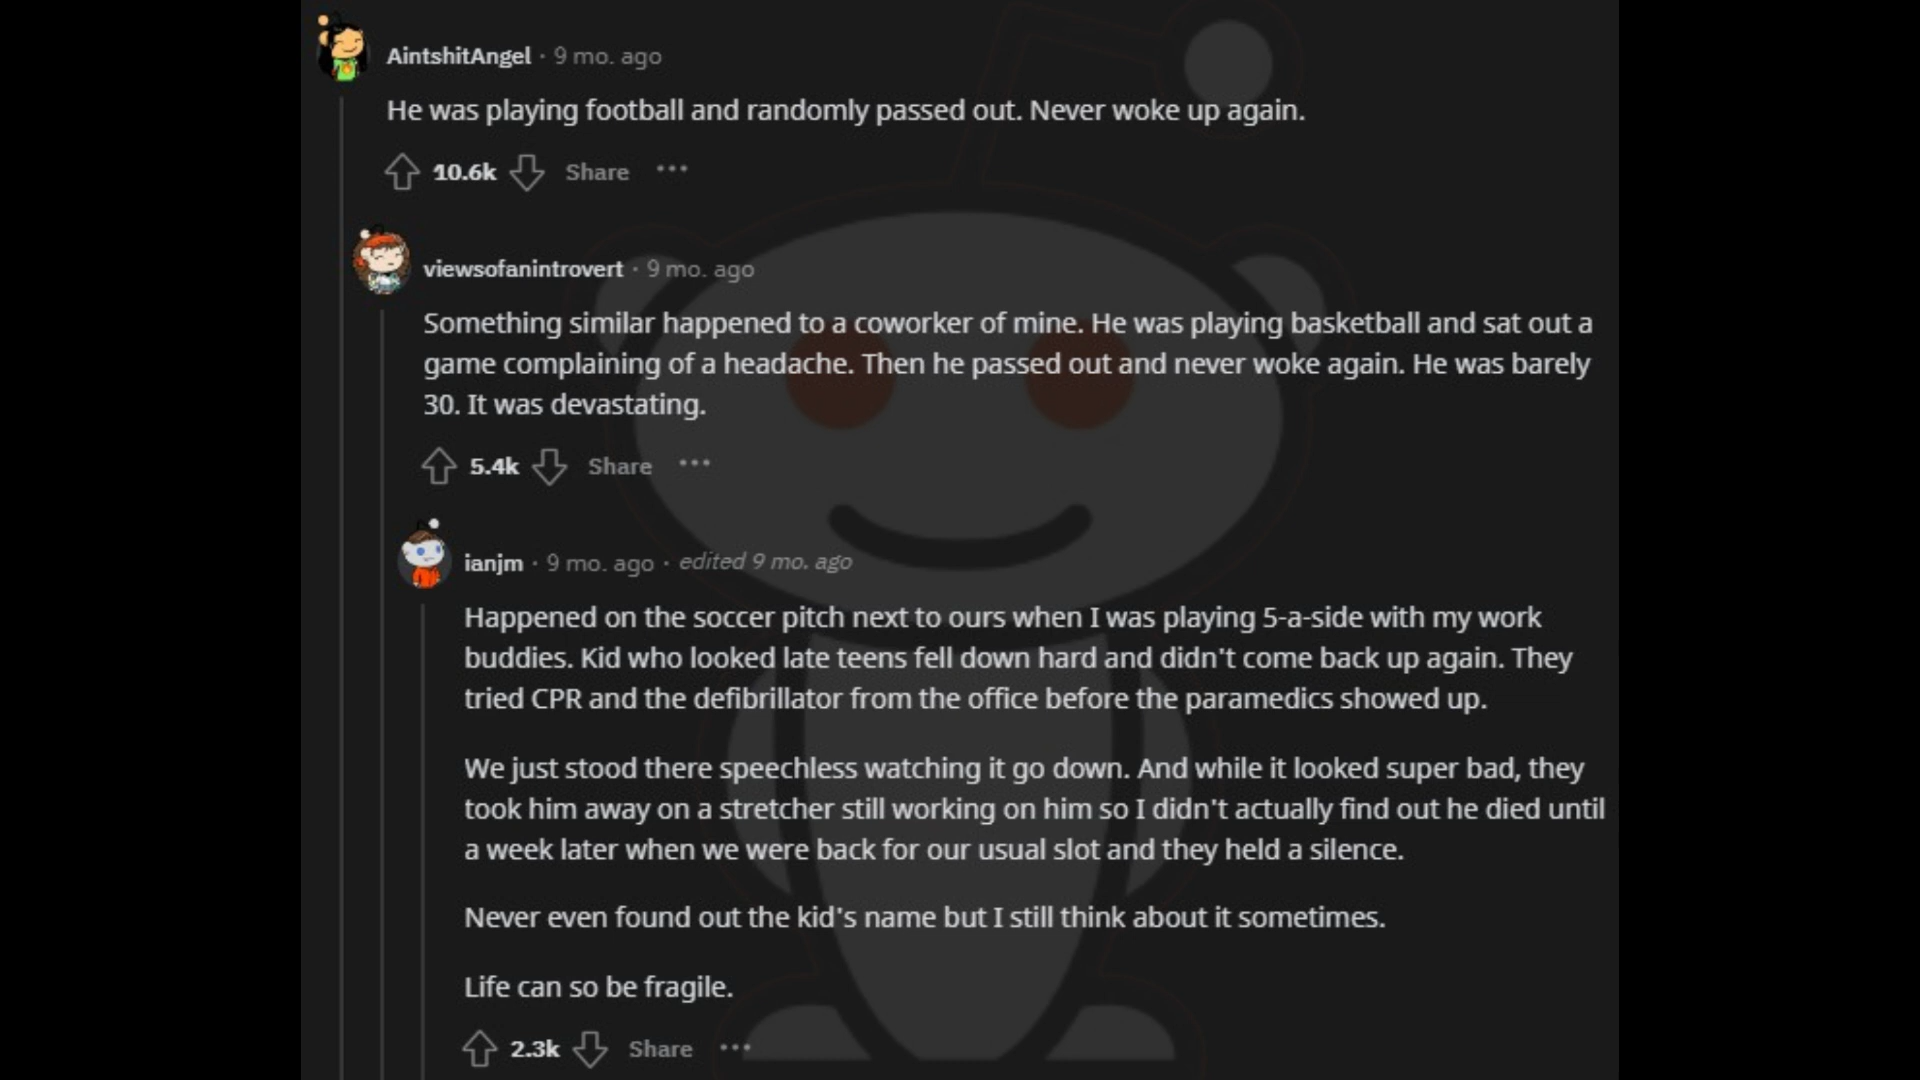 AintshitAngel · 9 mo. ago
He was playing football and randomly passed out. Never woke up again.
10.6k Share ···
viewsofanintrovert · 9 mo. ago
Something similar happened to a coworker of mine. He was playing basketball and sat out a
game complaining of a headache. Then he passed out and never woke again. He was barely
30. It was devastating.
5.4k Share ···
ianjm · 9 mo. ago · edited 9 mo. ago
Happened on the soccer pitch next to ours when I was playing 5-a-side with my work
buddies. Kid who looked late teens fell down hard and didn't come back up again. They
tried CPR and the defibrillator from the office before the paramedics showed up.
We just stood there speechless watching it go down. And while it looked super bad, they
took him away on a stretcher still working on him so I didn't actually find out he died until
a week later when we were back for our usual slot and they held a silence.
Never even found out the kid's name but I still think about it sometimes.
Life can so be fragile.
2.3k Share ···